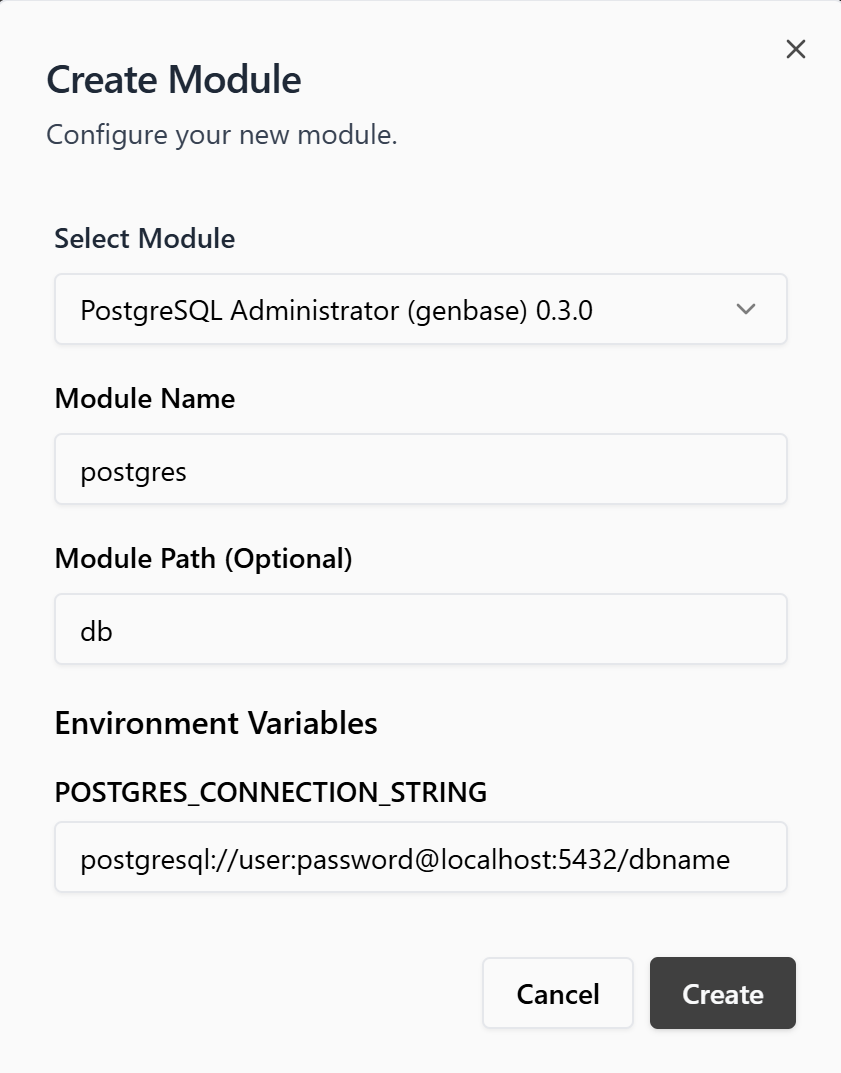 Create Module
Configure your new module.
Select Module
PostgreSQL Administrator (genbase) 0.3.0
Module Name
postgres
Module Path (Optional)
db
Environment Variables
POSTGRES_CONNECTION_STRING
postgresql://user:password@localhost:5432/dbname
Cancel
Create